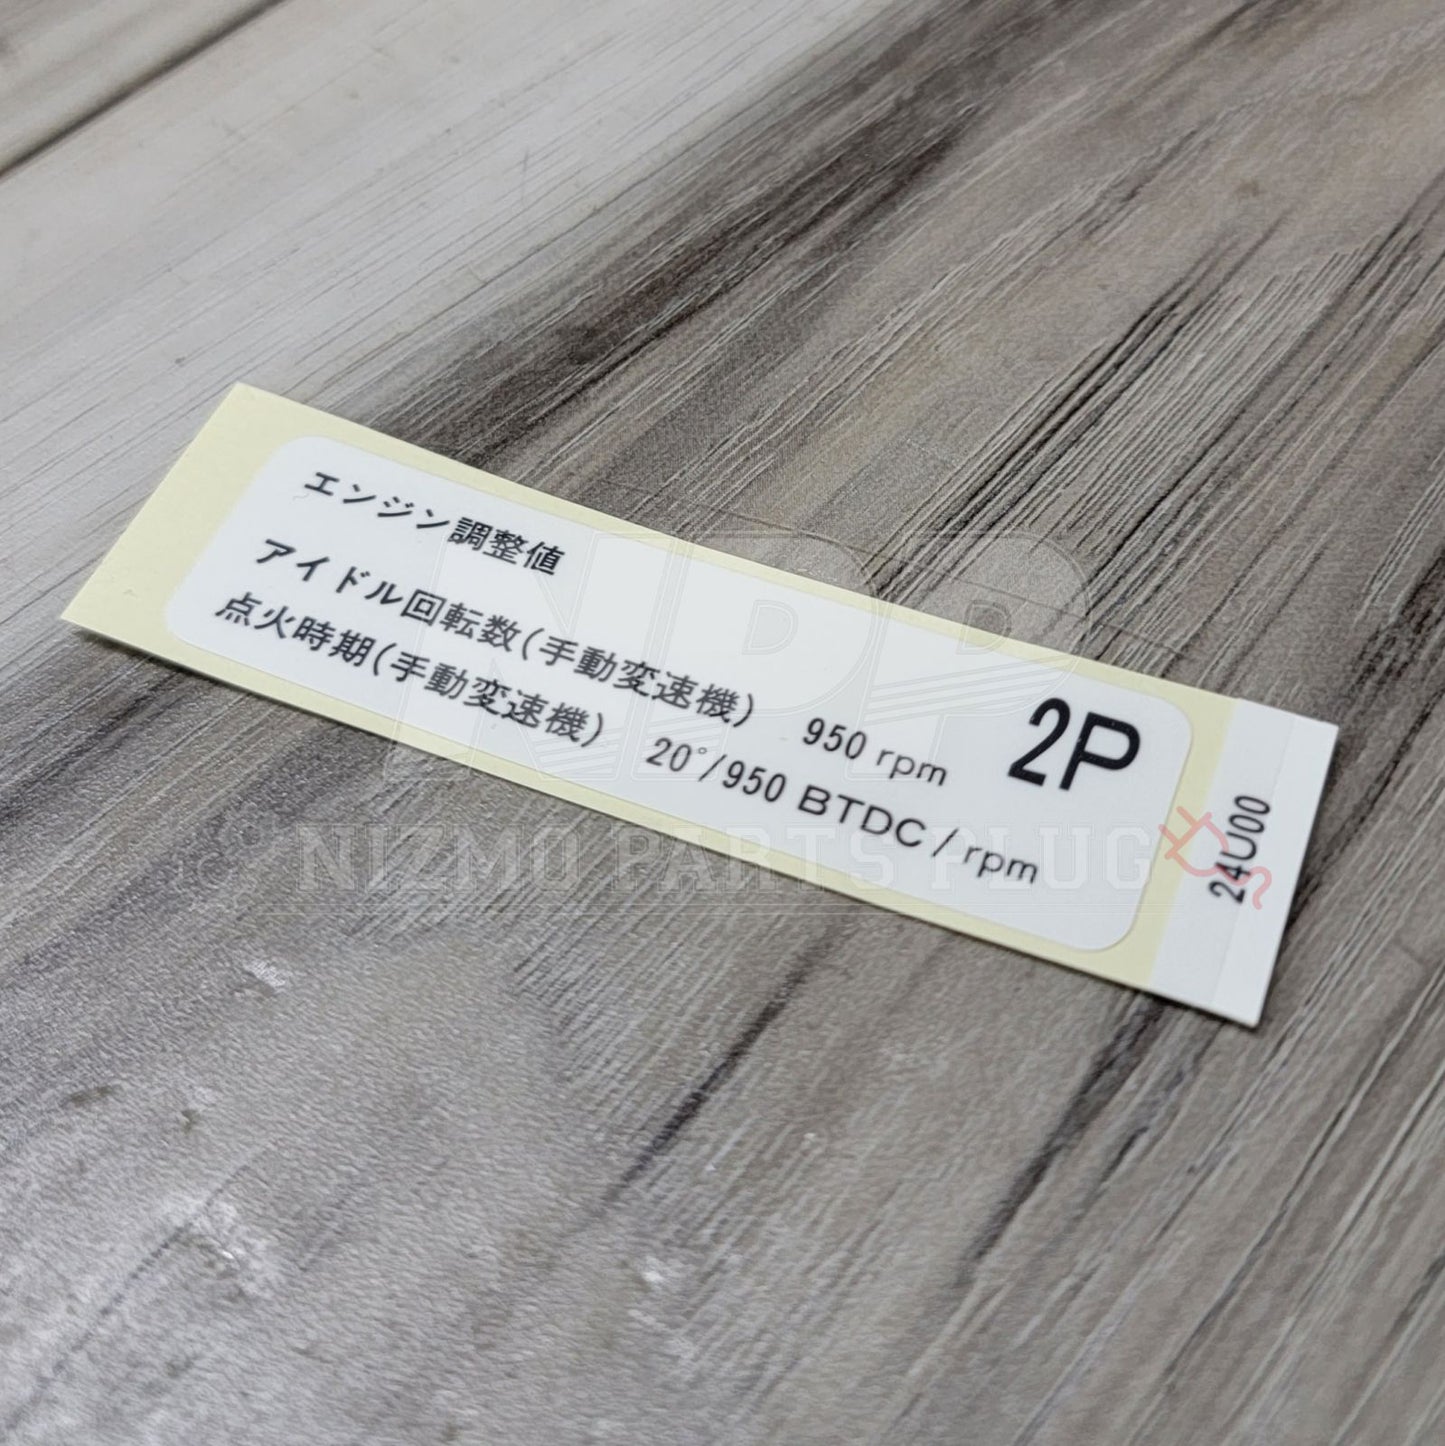 エンジン調整値
アイドル回転数(手動変速機) 950 rpm
点火時期(手動変速機) 20°/950 BTDC/rpm
2P
24U00
NPP
NIZMO PARTS PLUG